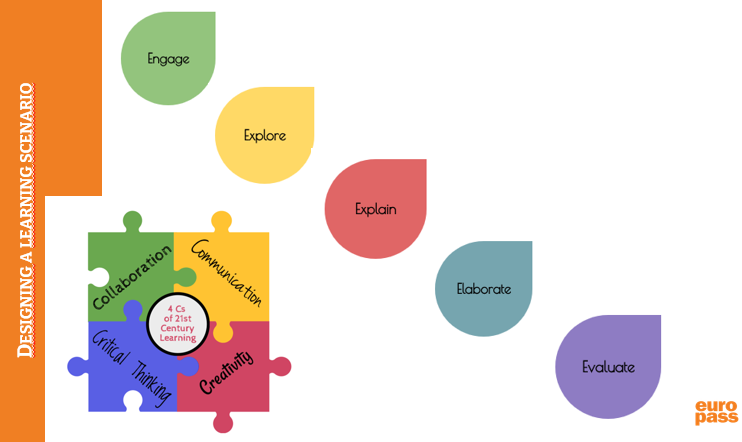 DESIGNING A LEARNING SCENARIO
Engage
Explore
Explain
Elaborate
Evaluate
Collaboration
Communication
4 Cs
of 21st
Century
Learning
Critical Thinking
Creativity
euro
pass